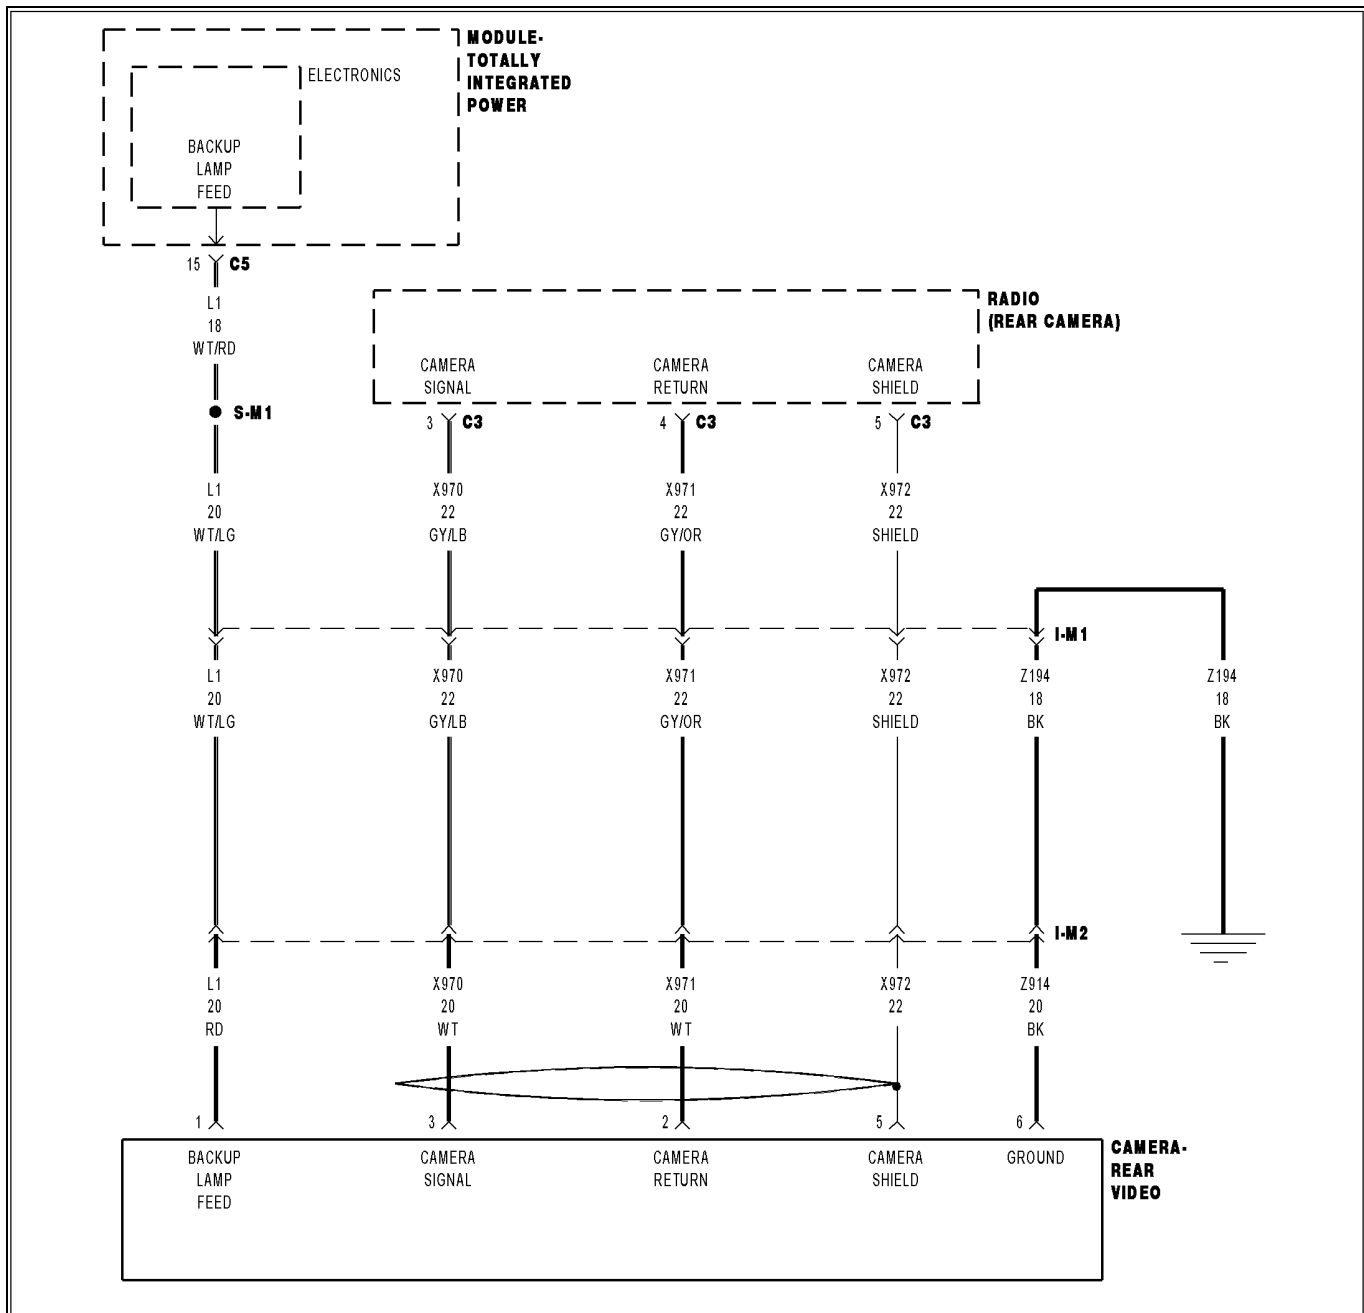 MODULE-
TOTALLY
INTEGRATED
POWER
ELECTRONICS
BACKUP
LAMP
FEED
15 C5
L1
18
WT/RD
S-M1
RADIO
(REAR CAMERA)
CAMERA
SIGNAL
CAMERA
RETURN
CAMERA
SHIELD
3 C3
4 C3
5 C3
L1
20
WT/LG
X970
22
GY/LB
X971
22
GY/OR
X972
22
SHIELD
I-M1
L1
20
WT/LG
X970
22
GY/LB
X971
22
GY/OR
X972
22
SHIELD
Z194
18
BK
Z194
18
BK
I-M2
L1
20
RD
X970
20
WT
X971
20
WT
X972
22
Z914
20
BK
1
3
2
5
6
BACKUP
LAMP
FEED
CAMERA
SIGNAL
CAMERA
RETURN
CAMERA
SHIELD
GROUND
CAMERA-
REAR
VIDEO